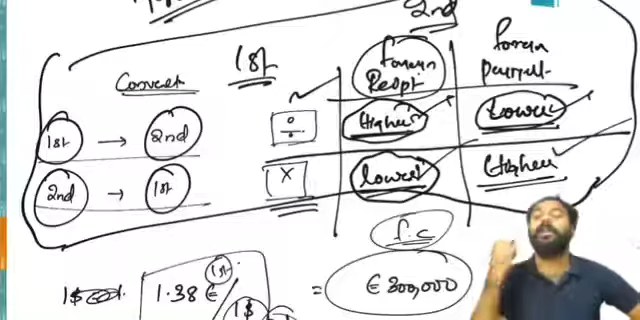 2nd
Convert 1st Foreign Foreign
Recpt Payment
1st → 2nd ÷ Higher Lower
2nd → 1st x Lower Higher
f.c
1st
1$ 1.38 € = € 800,000
1$